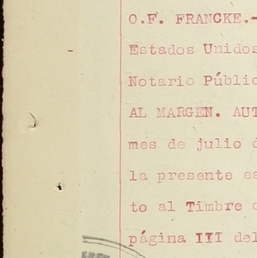 O.F. FRANCKE.-
Estados Unidos
Notario Públic
AL MARGEN. AUT
mes de julio d
la presente es
to al Timbre d
página III del